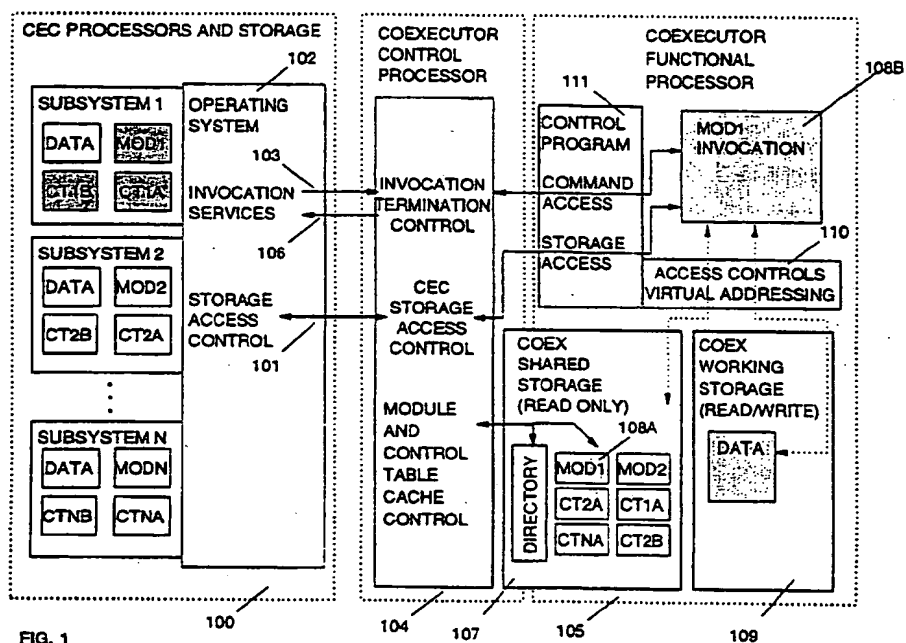 CEC PROCESSORS AND STORAGE
102
SUBSYSTEM 1
DATA
MOD1
CT1B
CT1A
OPERATING
SYSTEM
103
INVOCATION
SERVICES
106
SUBSYSTEM 2
DATA
MOD2
CT2B
CT2A
STORAGE
ACCESS
CONTROL
101
SUBSYSTEM N
DATA
MODN
CTNB
CTNA
100
COEXECUTOR
CONTROL
PROCESSOR
INVOCATION
TERMINATION
CONTROL
CEC
STORAGE
ACCESS
CONTROL
MODULE
AND
CONTROL
TABLE
CACHE
CONTROL
104
COEXECUTOR
FUNCTIONAL
PROCESSOR
108B
111
CONTROL
PROGRAM
COMMAND
ACCESS
STORAGE
ACCESS
MOD1
INVOCATION
110
ACCESS CONTROLS
VIRTUAL ADDRESSING
COEX
SHARED
STORAGE
(READ ONLY)
108A
DIRECTORY
MOD1
MOD2
CT2A
CT1A
CTNA
CT2B
107
105
COEX
WORKING
STORAGE
(READ/WRITE)
DATA
109
FIG. 1